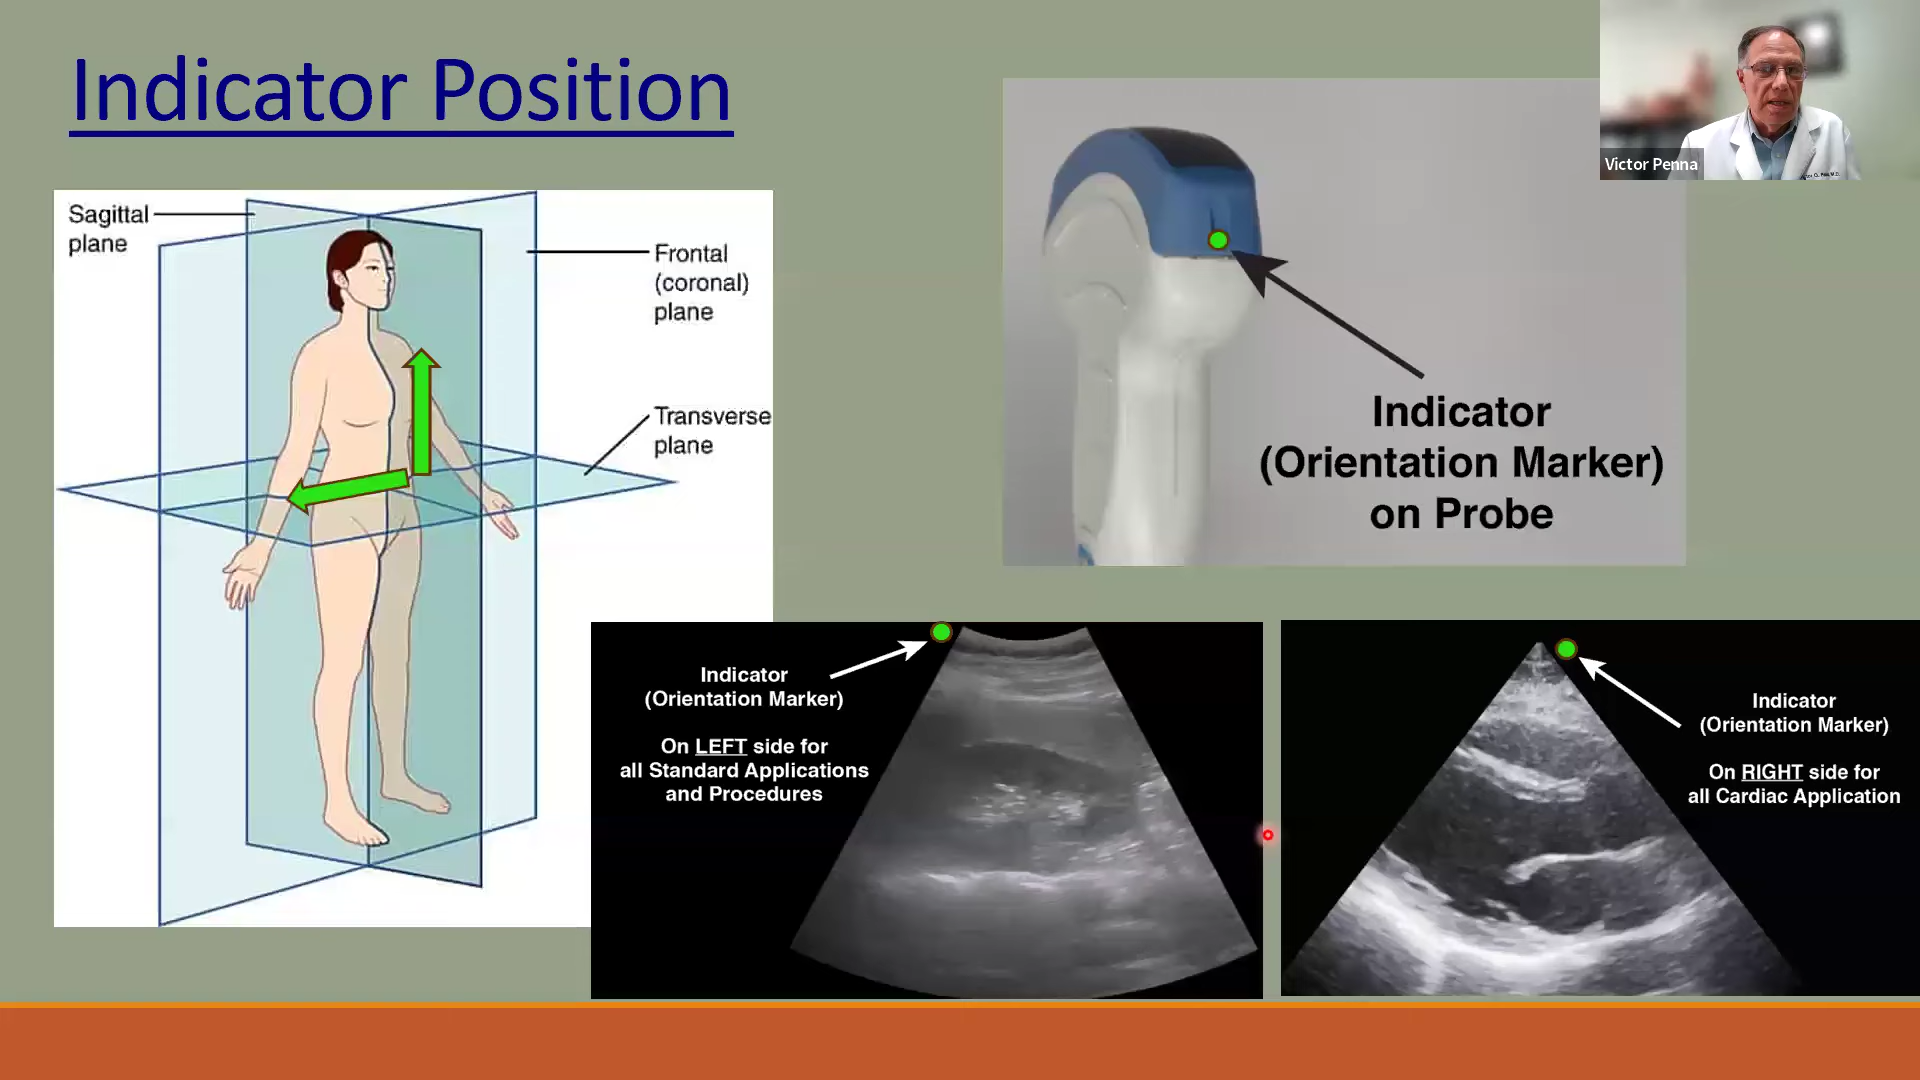 Indicator Position
Victor Penna
Sagittal
plane
Frontal
(coronal)
plane
Transverse
plane
Indicator
(Orientation Marker)
on Probe
Indicator
(Orientation Marker)
On LEFT side for
all Standard Applications
and Procedures
Indicator
(Orientation Marker)
On RIGHT side for
all Cardiac Application